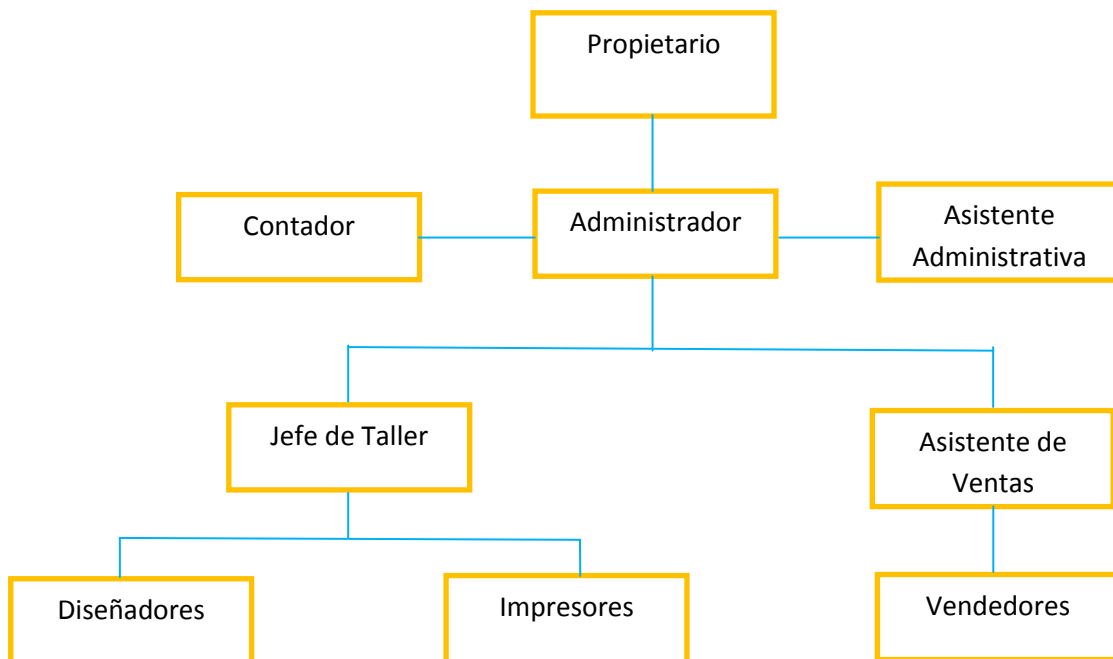 Propietario
Contador
Administrador
Asistente
Administrativa
Jefe de Taller
Asistente de
Ventas
Diseñadores
Impresores
Vendedores